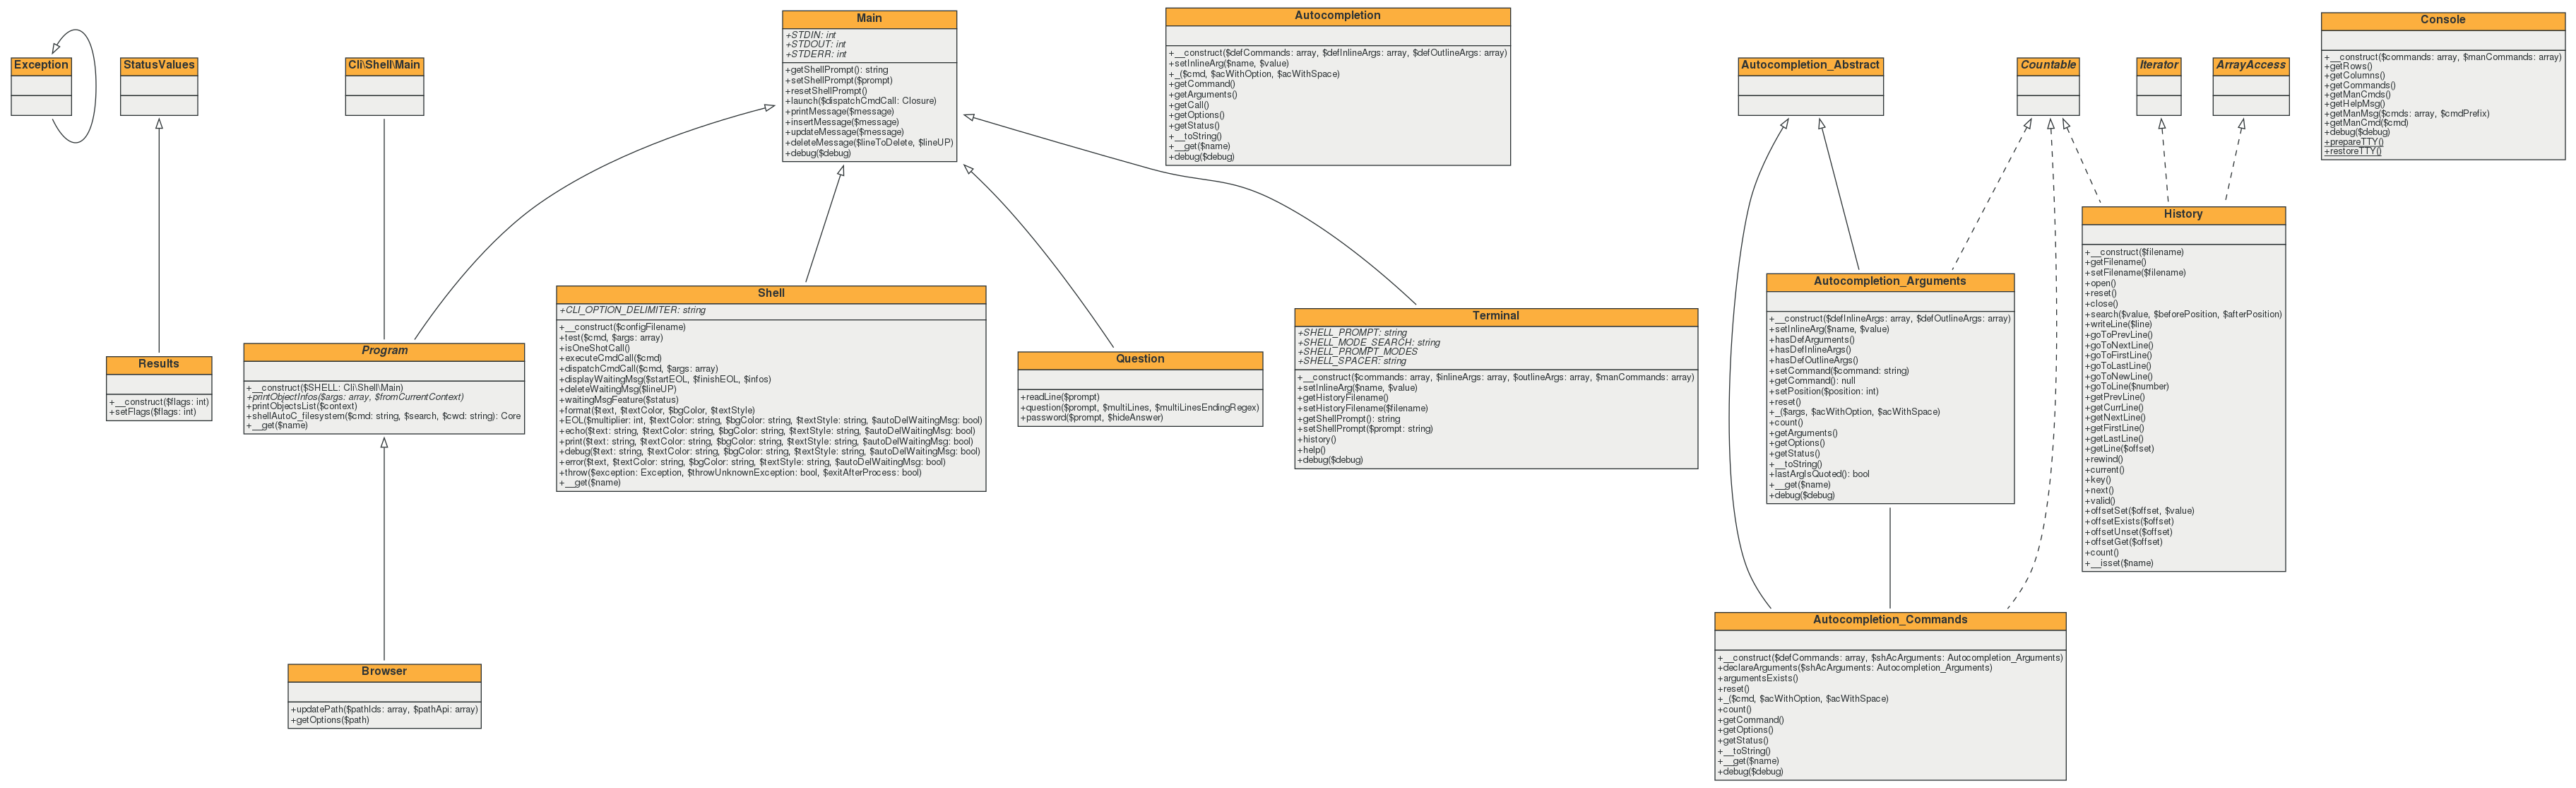 Exception
StatusValues
Cli\Shell\Main
Main
+STDIN: int
+STDOUT: int
+STDERR: int
+getShellPrompt(): string
+setShellPrompt($prompt)
+resetShellPrompt()
+launch($dispatchCmdCall: Closure)
+printMessage($message)
+insertMessage($message)
+updateMessage($message)
+deleteMessage($lineToDelete, $lineUP)
+debug($debug)
Autocompletion
+__construct($defCommands: array, $defInlineArgs: array, $defOutlineArgs: array)
+setInlineArg($name, $value)
+_($cmd, $acWithOption, $acWithSpace)
+getCommand()
+getArguments()
+getCall()
+getOptions()
+getStatus()
+__toString()
+__get($name)
+debug($debug)
Autocompletion_Abstract
Countable
Iterator
ArrayAccess
Console
+__construct($commands: array, $manCommands: array)
+getRows()
+getColumns()
+getCommands()
+getManCmds()
+getHelpMsg()
+getManMsg($cmds: array, $cmdPrefix)
+getManCmd($cmd)
+debug($debug)
+prepareTTY()
+restoreTTY()
Results
+__construct($flags: int)
+setFlags($flags: int)
Program
+__construct($SHELL: Cli\Shell\Main)
+printObjectInfos($args: array, $fromCurrentContext)
+printObjectsList($context)
+shellAutoC_filesystem($cmd: string, $search, $cwd: string): Core
+__get($name)
Shell
+CLI_OPTION_DELIMITER: string
+__construct($configFilename)
+test($cmd, $args: array)
+isOneShotCall()
+executeCmdCall($cmd)
+dispatchCmdCall($cmd, $args: array)
+displayWaitingMsg($startEOL, $finishEOL, $infos)
+deleteWaitingMsg($lineUP)
+waitingMsgFeature($status)
+format($text, $textColor, $bgColor, $textStyle)
+EOL($multiplier: int, $textColor: string, $bgColor: string, $textStyle: string, $autoDelWaitingMsg: bool)
+echo($text: string, $textColor: string, $bgColor: string, $textStyle: string, $autoDelWaitingMsg: bool)
+print($text: string, $textColor: string, $bgColor: string, $textStyle: string, $autoDelWaitingMsg: bool)
+debug($text: string, $textColor: string, $bgColor: string, $textStyle: string, $autoDelWaitingMsg: bool)
+error($text, $textColor: string, $bgColor: string, $textStyle: string, $autoDelWaitingMsg: bool)
+throw($exception: Exception, $throwUnknownException: bool, $exitAfterProcess: bool)
+__get($name)
Question
+readLine($prompt)
+question($prompt, $multiLines, $multiLinesEndingRegex)
+password($prompt, $hideAnswer)
Terminal
+SHELL_PROMPT: string
+SHELL_MODE_SEARCH: string
+SHELL_PROMPT_MODES
+SHELL_SPACER: string
+__construct($commands: array, $inlineArgs: array, $outlineArgs: array, $manCommands: array)
+setInlineArg($name, $value)
+getHistoryFilename()
+setHistoryFilename($filename)
+getShellPrompt(): string
+setShellPrompt($prompt: string)
+history()
+help()
+debug($debug)
Autocompletion_Arguments
+__construct($defInlineArgs: array, $defOutlineArgs: array)
+setInlineArg($name, $value)
+hasDefArguments()
+hasDefInlineArgs()
+hasDefOutlineArgs()
+setCommand($command: string)
+getCommand(): null
+setPosition($position: int)
+reset()
+_($args, $acWithOption, $acWithSpace)
+count()
+getArguments()
+getOptions()
+getStatus()
+__toString()
+lastArgIsQuoted(): bool
+__get($name)
+debug($debug)
History
+__construct($filename)
+getFilename()
+setFilename($filename)
+open()
+reset()
+close()
+search($value, $beforePosition, $afterPosition)
+writeLine($line)
+goToPrevLine()
+goToNextLine()
+goToFirstLine()
+goToLastLine()
+goToNewLine()
+goToLine($number)
+getPrevLine()
+getCurrLine()
+getNextLine()
+getFirstLine()
+getLastLine()
+getLine($offset)
+rewind()
+current()
+key()
+next()
+valid()
+offsetSet($offset, $value)
+offsetExists($offset)
+offsetUnset($offset)
+offsetGet($offset)
+count()
+__isset($name)
Browser
+updatePath($pathIds: array, $pathApi: array)
+getOptions($path)
Autocompletion_Commands
+__construct($defCommands: array, $shAcArguments: Autocompletion_Arguments)
+declareArguments($shAcArguments: Autocompletion_Arguments)
+argumentsExists()
+reset()
+_($cmd, $acWithOption, $acWithSpace)
+count()
+getCommand()
+getOptions()
+getStatus()
+__toString()
+__get($name)
+debug($debug)